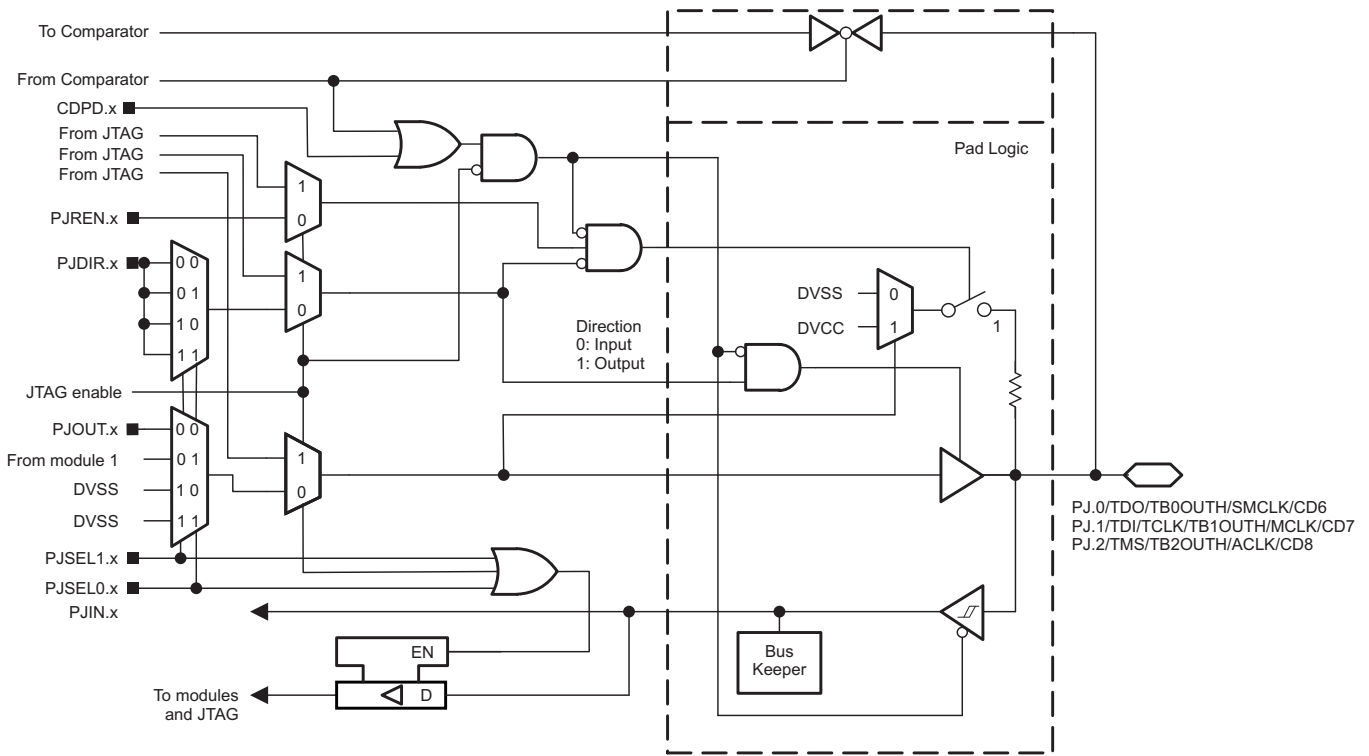 To Comparator
From Comparator
CDPD.x
From JTAG
From JTAG
From JTAG
Pad Logic
1
PJREN.x
0
PJDIR.x
0 0
1
0 1
0
DVSS
0
1 0
Direction
0: Input
1: Output
DVCC
1
1
1 1
JTAG enable
PJOUT.x
0 0
From module 1
0 1
1
DVSS
1 0
0
DVSS
1 1
PJ.0/TDO/TB0OUTH/SMCLK/CD6
PJ.1/TDI/TCLK/TB1OUTH/MCLK/CD7
PJ.2/TMS/TB2OUTH/ACLK/CD8
PJSEL1.x
PJSEL0.x
PJIN.x
EN
Bus
Keeper
D
To modules
and JTAG